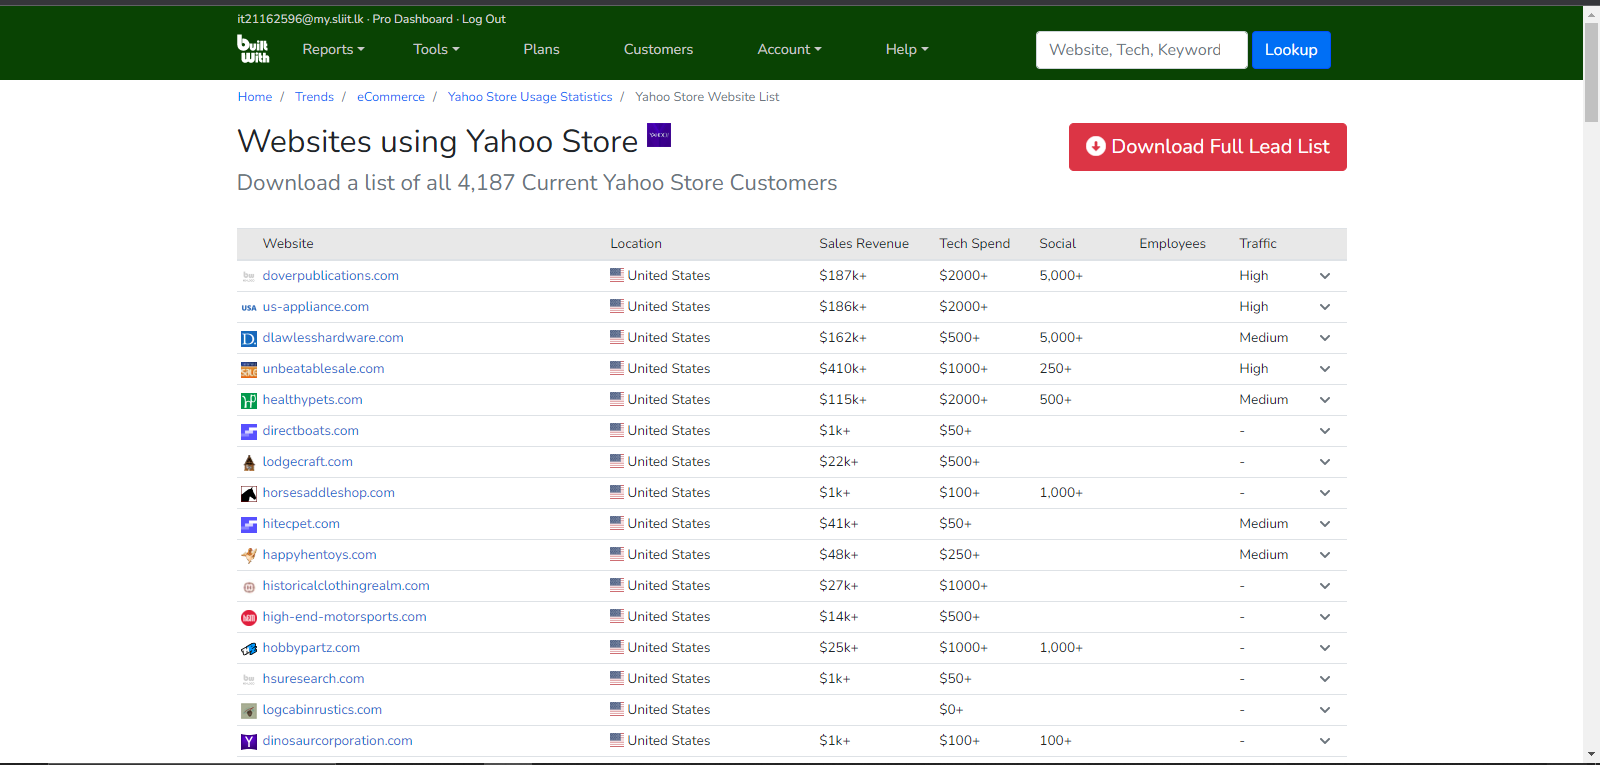 it21162596@my.sliit.lk · Pro Dashboard · Log Out
built With Reports Tools Plans Customers Account Help Website, Tech, Keyword Lookup
Home / Trends / eCommerce / Yahoo Store Usage Statistics / Yahoo Store Website List
Websites using Yahoo Store YAHOO! Download Full Lead List
Download a list of all 4,187 Current Yahoo Store Customers
Website Location Sales Revenue Tech Spend Social Employees Traffic
doverpublications.com United States $187k+ $2000+ 5,000+ High
USA us-appliance.com United States $186k+ $2000+ High
D. dlawlesshardware.com United States $162k+ $500+ 5,000+ Medium
SALE unbeatablesale.com United States $410k+ $1000+ 250+ High
HP healthypets.com United States $115k+ $2000+ 500+ Medium
directboats.com United States $1k+ $50+ -
lodgecraft.com United States $22k+ $500+ -
horsesaddleshop.com United States $1k+ $100+ 1,000+ -
hitecpet.com United States $41k+ $50+ Medium
happyhentoys.com United States $48k+ $250+ Medium
historicalclothingrealm.com United States $27k+ $1000+ -
high-end-motorsports.com United States $14k+ $500+ -
hobbypartz.com United States $25k+ $1000+ 1,000+ -
hsuresearch.com United States $1k+ $50+ -
logcabinrustics.com United States $0+ -
Y dinosaurcorporation.com United States $1k+ $100+ 100+ -